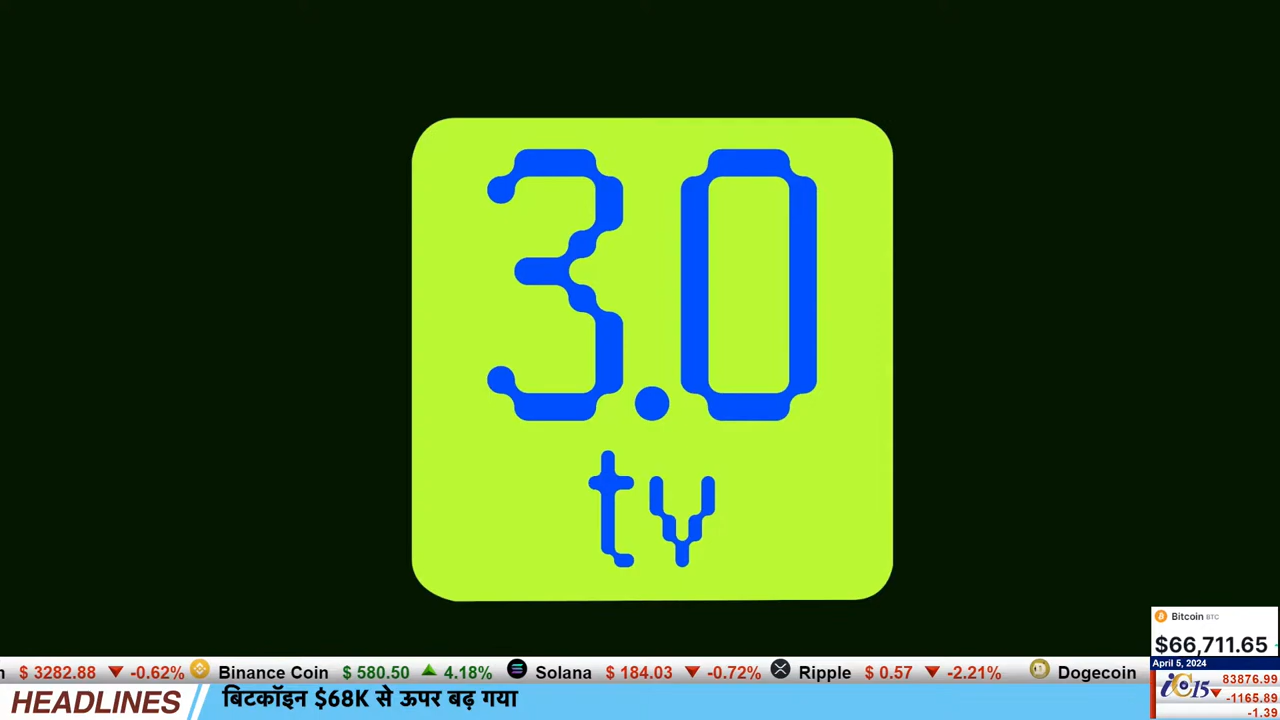 3.0
tv
Bitcoin BTC
$66,711.65
n $ 3282.88 -0.62% Binance Coin $ 580.50 4.18% Solana $ 184.03 -0.72% Ripple $ 0.57 -2.21% Dogecoin
April 5, 2024
83876.99
iC15 -1165.89
-1.39
HEADLINES बिटकॉइन $68K से ऊपर बढ़ गया